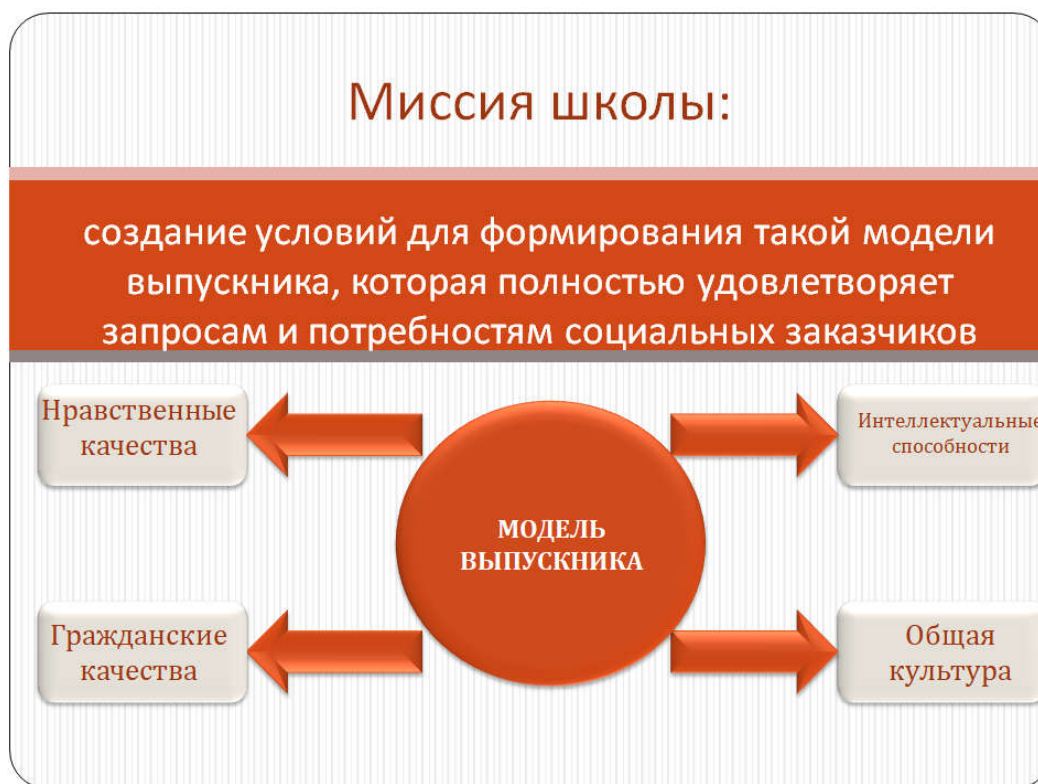 Миссия школы:
создание условий для формирования такой модели
выпускника, которая полностью удовлетворяет
запросам и потребностям социальных заказчиков
Нравственные
качества
Интеллектуальные
способности
МОДЕЛЬ
ВЫПУСКНИКА
Гражданские
качества
Общая
культура